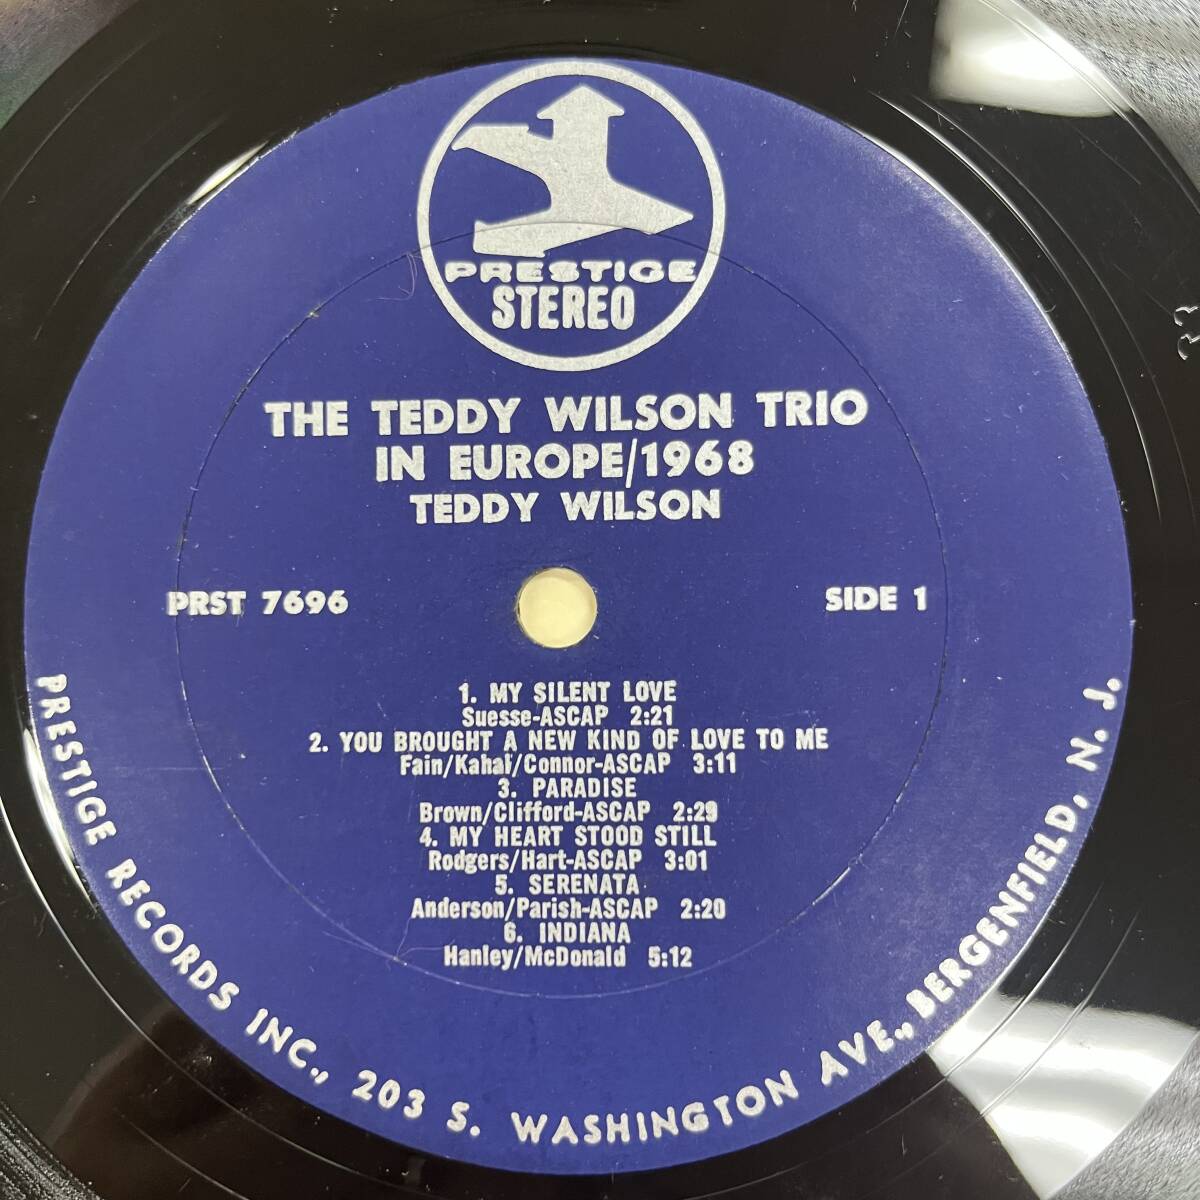 PRESTIGE
STEREO
THE TEDDY WILSON TRIO
IN EUROPE/1968
TEDDY WILSON
PRST 7696
SIDE 1
1. MY SILENT LOVE
Suesse-ASCAP 2:21
2. YOU BROUGHT A NEW KIND OF LOVE TO ME
Fain/Kahal/Connor-ASCAP 3:11
3. PARADISE
Brown/Clifford-ASCAP 2:29
4. MY HEART STOOD STILL
Rodgers/Hart-ASCAP 3:01
5. SERENATA
Anderson/Parish-ASCAP 2:20
6. INDIANA
Hanley/McDonald 5:12
PRESTIGE RECORDS INC., 203 S. WASHINGTON AVE., BERGENFIELD, N. J.